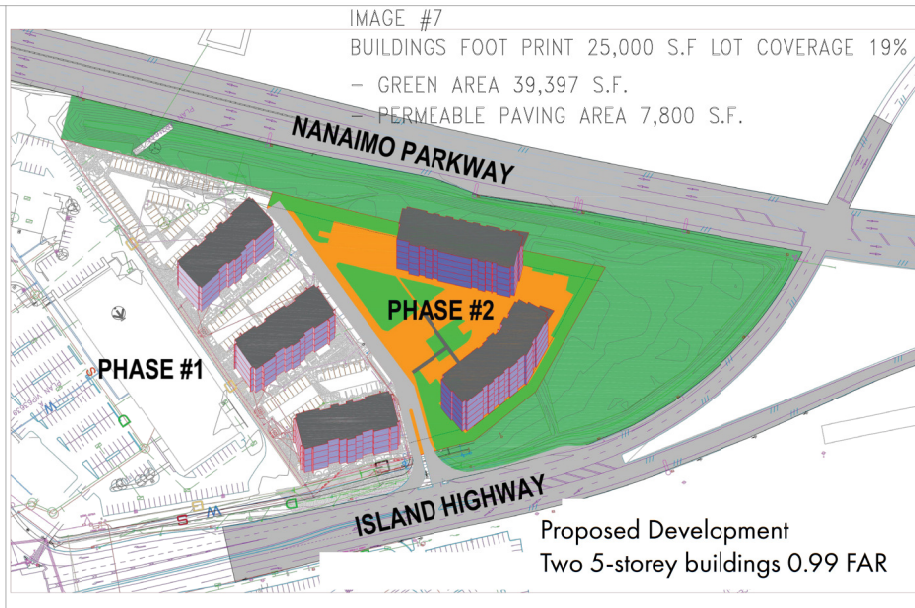 IMAGE #7
BUILDINGS FOOT PRINT 25,000 S.F LOT COVERAGE 19%
- GREEN AREA 39,397 S.F.
- PERMEABLE PAVING AREA 7,800 S.F.
NANAIMO PARKWAY
PHASE #2
PHASE #1
ISLAND HIGHWAY
Proposed Development
Two 5-storey buildings 0.99 FAR